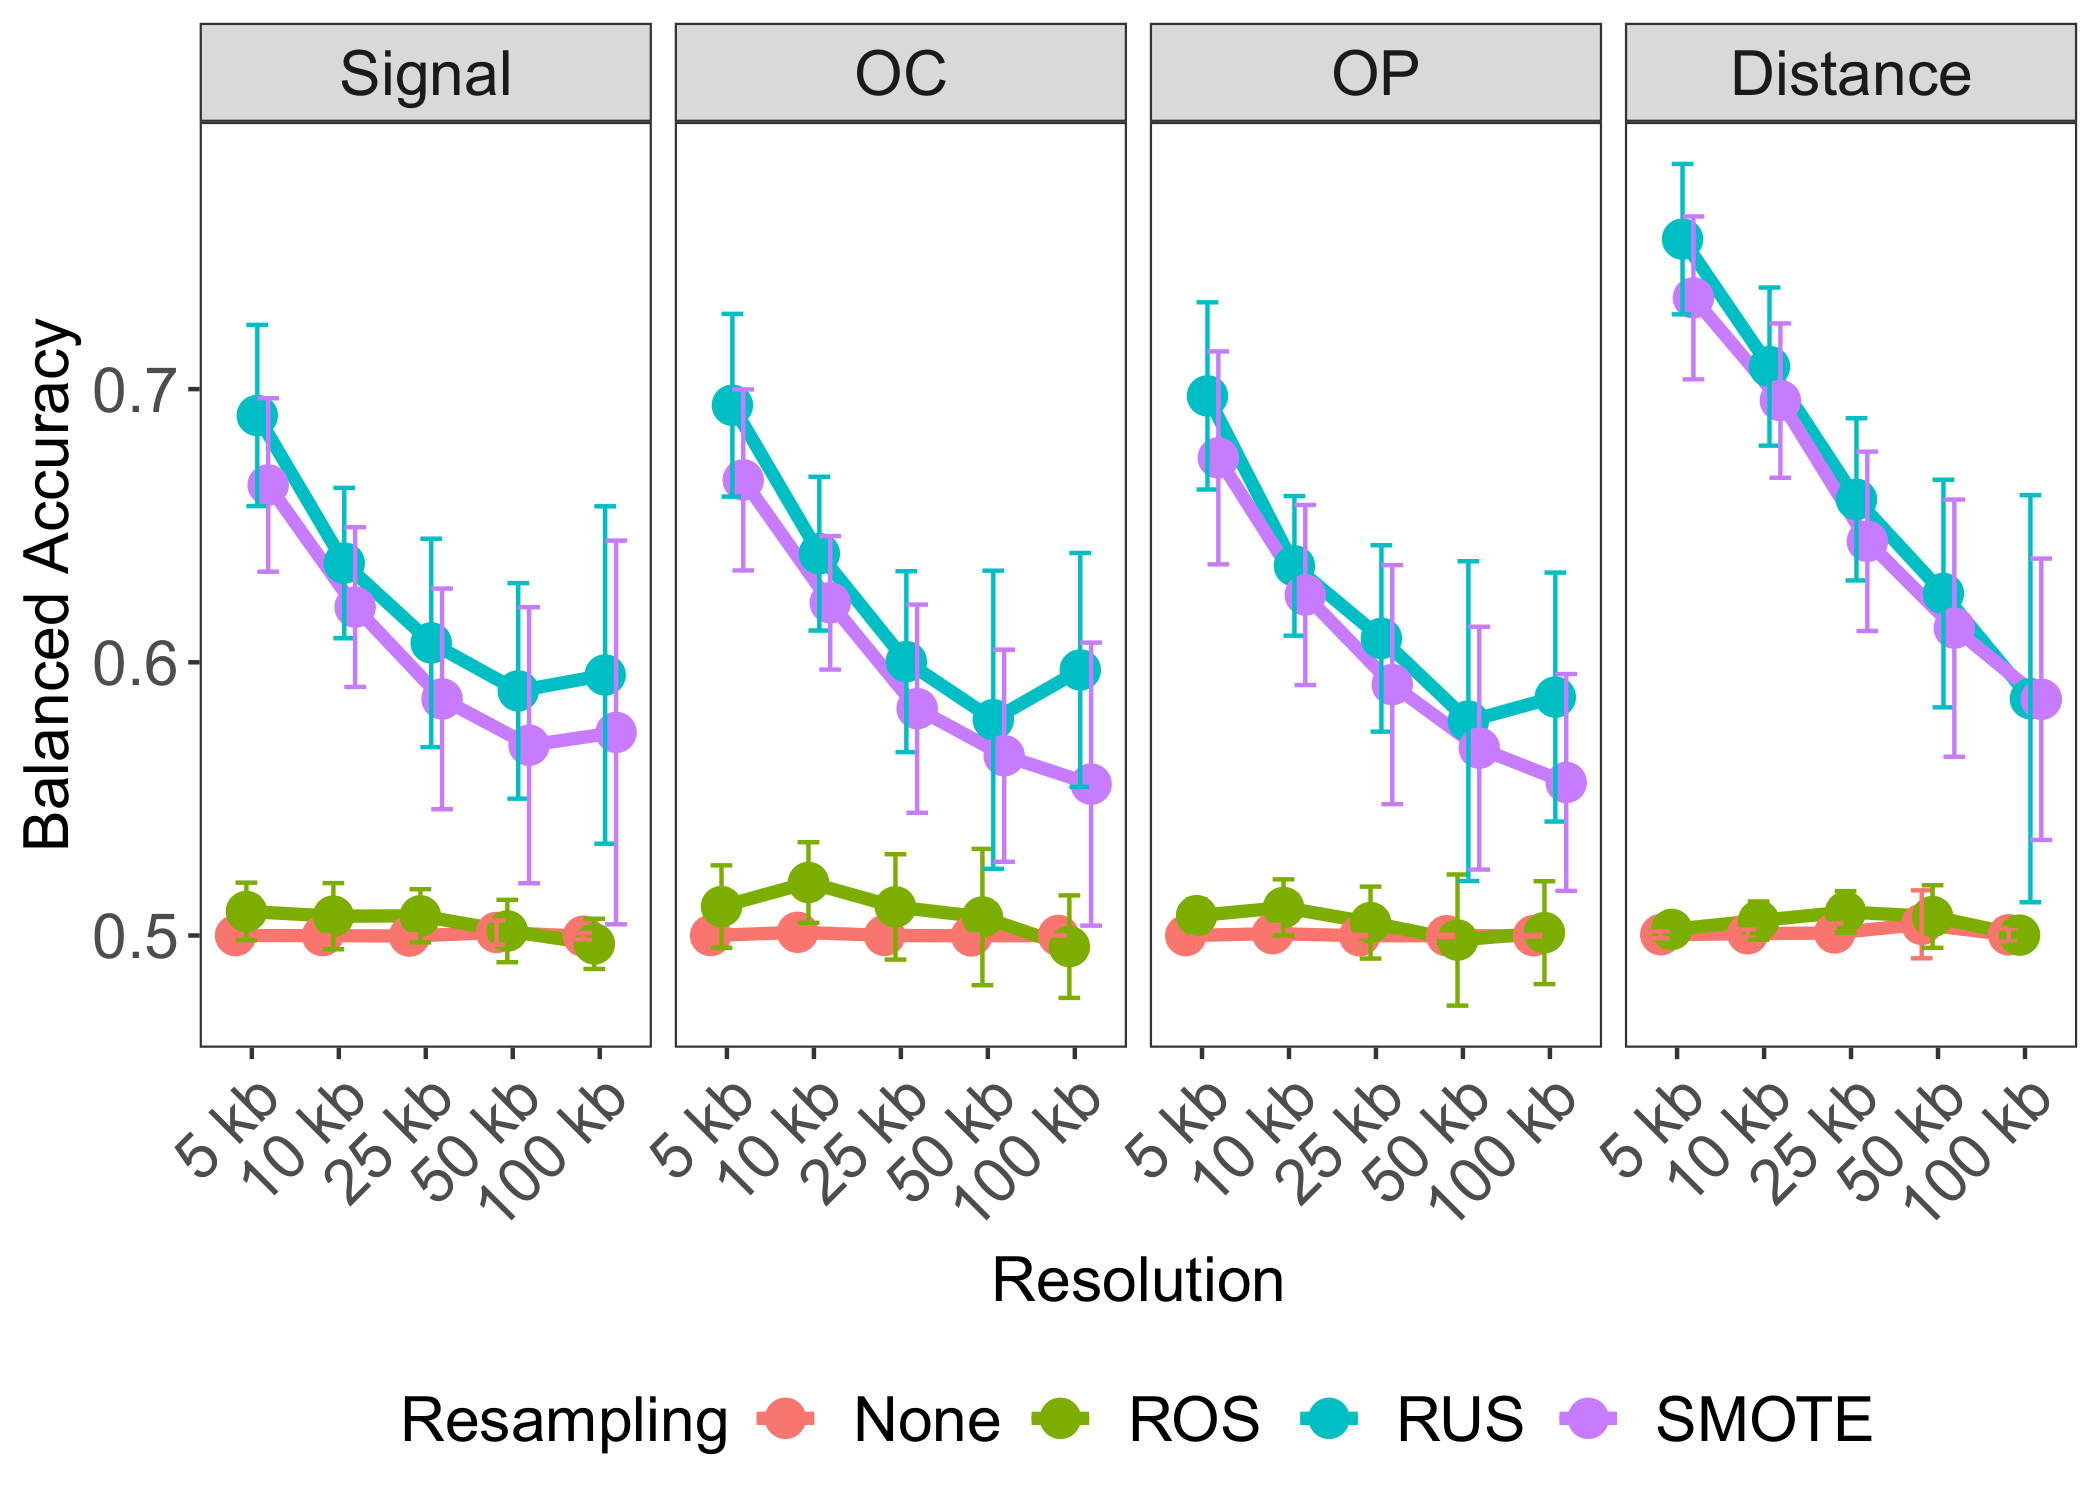 Signal OC OP Distance
Balanced Accuracy
0.7
0.6
0.5
5 kb 10 kb 25 kb 50 kb 100 kb 5 kb 10 kb 25 kb 50 kb 100 kb 5 kb 10 kb 25 kb 50 kb 100 kb 5 kb 10 kb 25 kb 50 kb 100 kb
Resolution
Resampling None ROS RUS SMOTE